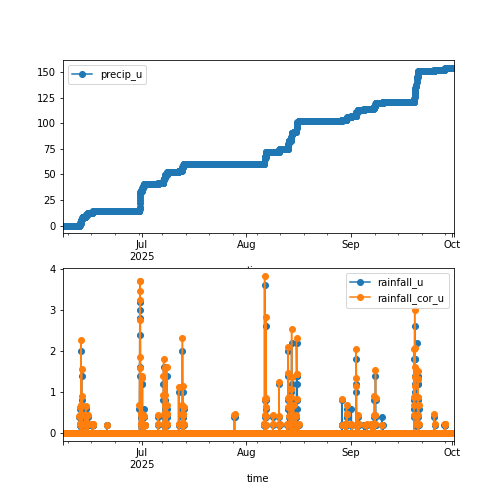 150
125
100
75
50
25
0
precip_u
Jul
2025
Aug
Sep
Oct
4
3
2
1
0
rainfall_u
rainfall_cor_u
Jul
2025
Aug
Sep
Oct
time